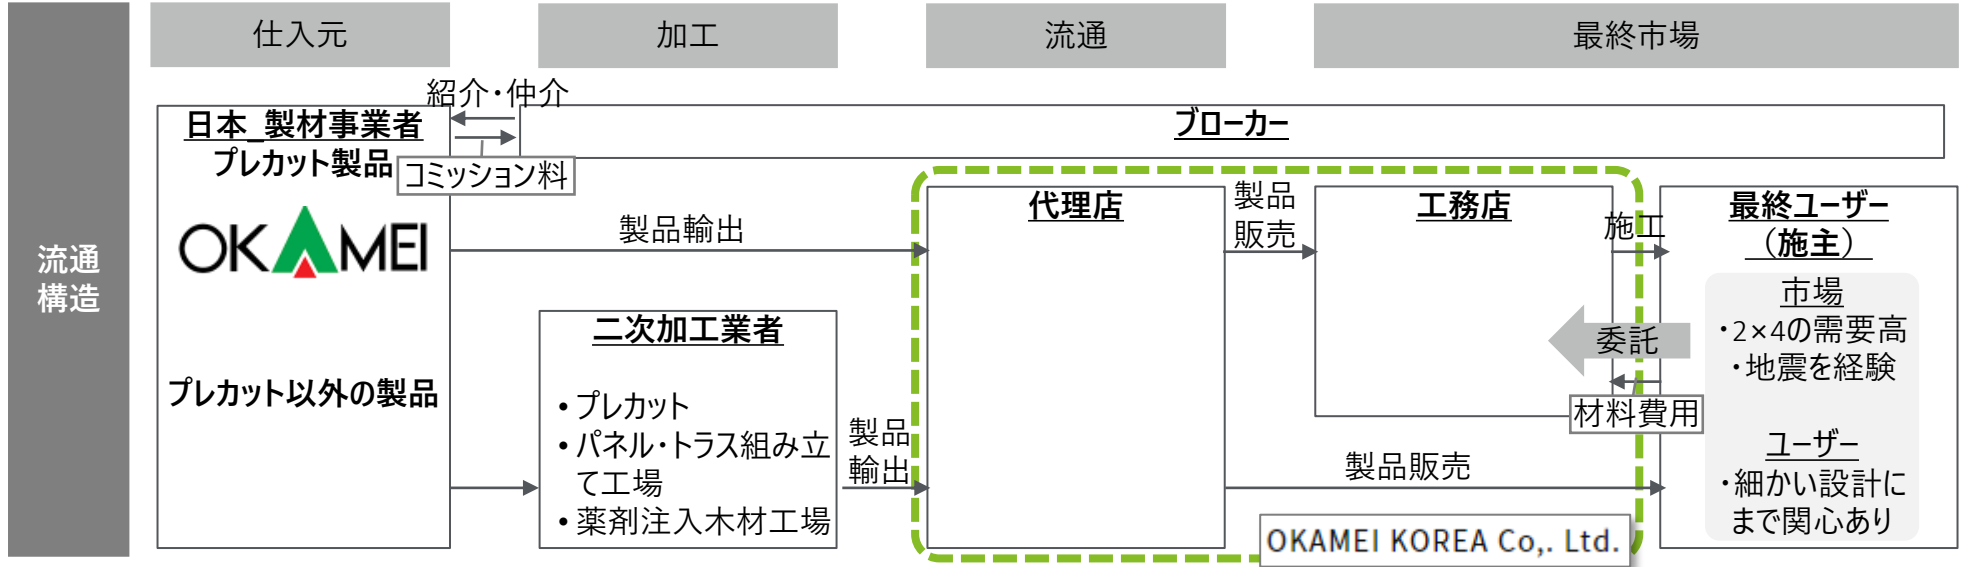 仕入元
加工
流通
最終市場
流通
構造
紹介・仲介
日本_製材事業者
プレカット製品
コミッション料
OKAMEI
プレカット以外の製品
ブローカー
製品輸出
二次加工業者
• プレカット
• パネル・トラス組み立
て工場
• 薬剤注入木材工場
製品
輸出
代理店
製品
販売
工務店
施工
委託
材料費用
製品販売
OKAMEI KOREA Co,. Ltd.
最終ユーザー
（施主）
市場
・2×4の需要高
・地震を経験
ユーザー
・細かい設計に
まで関心あり